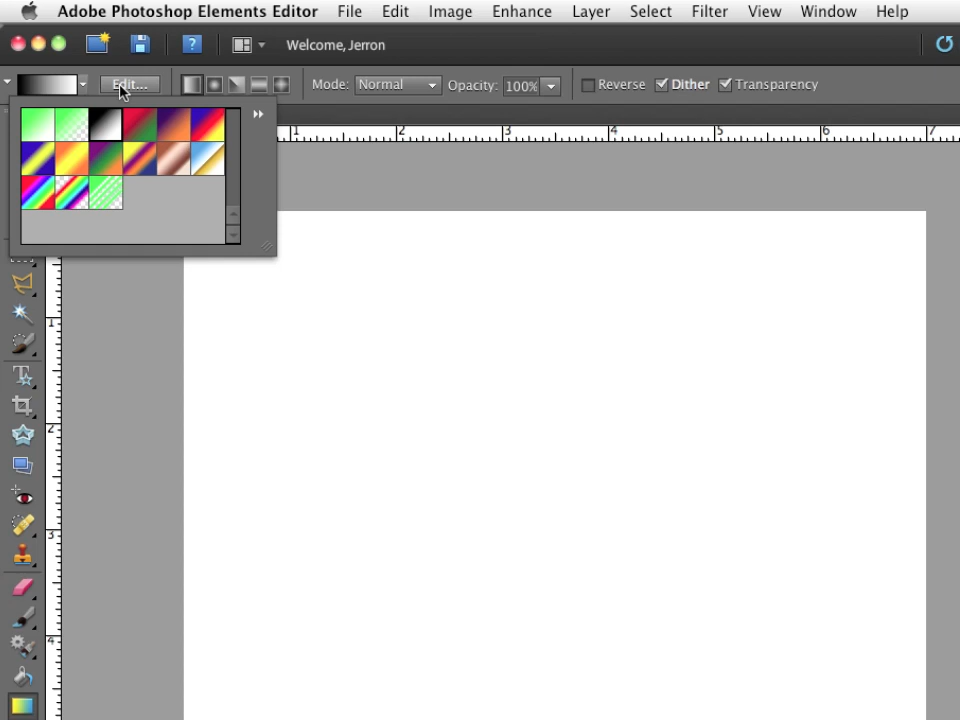 Adobe Photoshop Elements Editor File Edit Image Enhance Layer Select Filter View Window Help
? Welcome, Jerron
Edit... Mode: Normal Opacity: 100% Reverse Dither Transparency
1 2 3 4 5 6 7
1
2
3
4
T